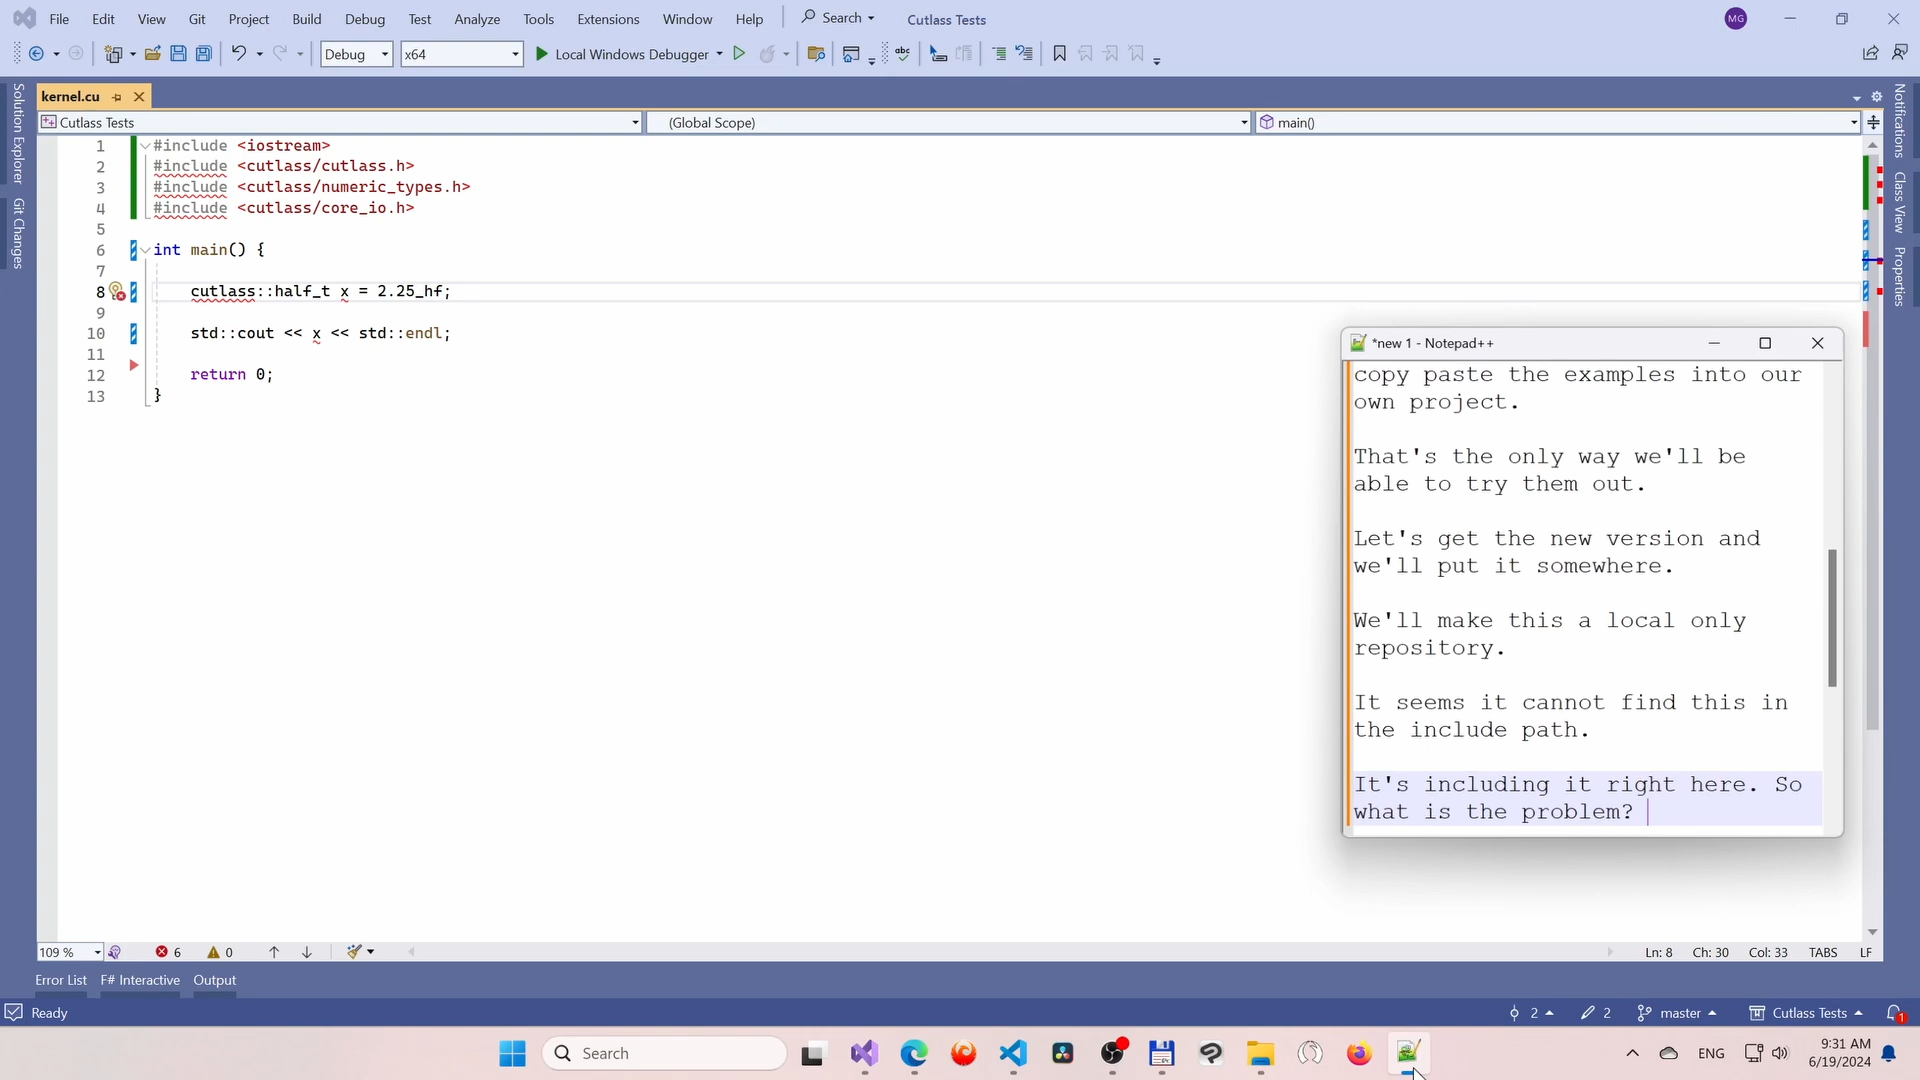 File Edit View Git Project Build Debug Test Analyze Tools Extensions Window Help Search Cutlass Tests MG
Debug x64 Local Windows Debugger
kernel.cu
Cutlass Tests (Global Scope) main()
1 #include <iostream>
2 #include <cutlass/cutlass.h>
3 #include <cutlass/numeric_types.h>
4 #include <cutlass/core_io.h>
5
6 int main() {
7
8 cutlass::half_t x = 2.25_hf;
9
10 std::cout << x << std::endl;
11
12 return 0;
13 }
Solution Explorer
Git Changes
Notifications
Class View
Properties
*new 1 - Notepad++
copy paste the examples into our
own project.
That's the only way we'll be
able to try them out.
Let's get the new version and
we'll put it somewhere.
We'll make this a local only
repository.
It seems it cannot find this in
the include path.
It's including it right here. So
what is the problem?
109 % 6 0 Ln: 8 Ch: 30 Col: 33 TABS LF
Error List F# Interactive Output
Ready 2 2 master Cutlass Tests 1
Search ENG 9:31 AM
6/19/2024